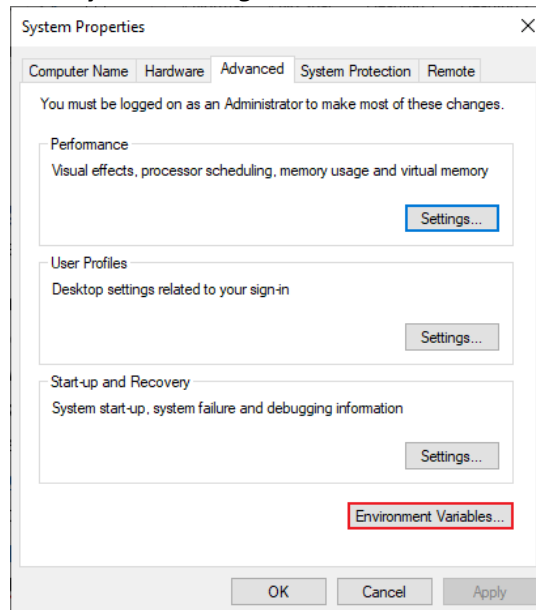 System Properties
Computer Name Hardware Advanced System Protection Remote
You must be logged on as an Administrator to make most of these changes.
Performance
Visual effects, processor scheduling, memory usage and virtual memory
Settings...
User Profiles
Desktop settings related to your sign-in
Settings...
Start-up and Recovery
System start-up, system failure and debugging information
Settings...
Environment Variables...
OK Cancel Apply